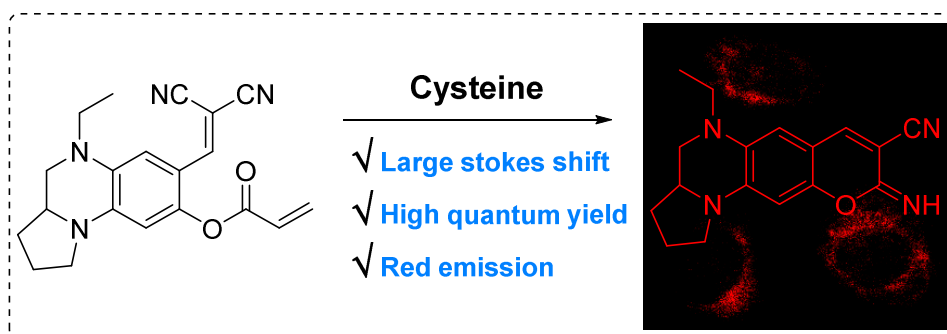 NC CN
N
N
O
O
Cysteine
√ Large stokes shift
√ High quantum yield
√ Red emission
N
CN
N
O
NH